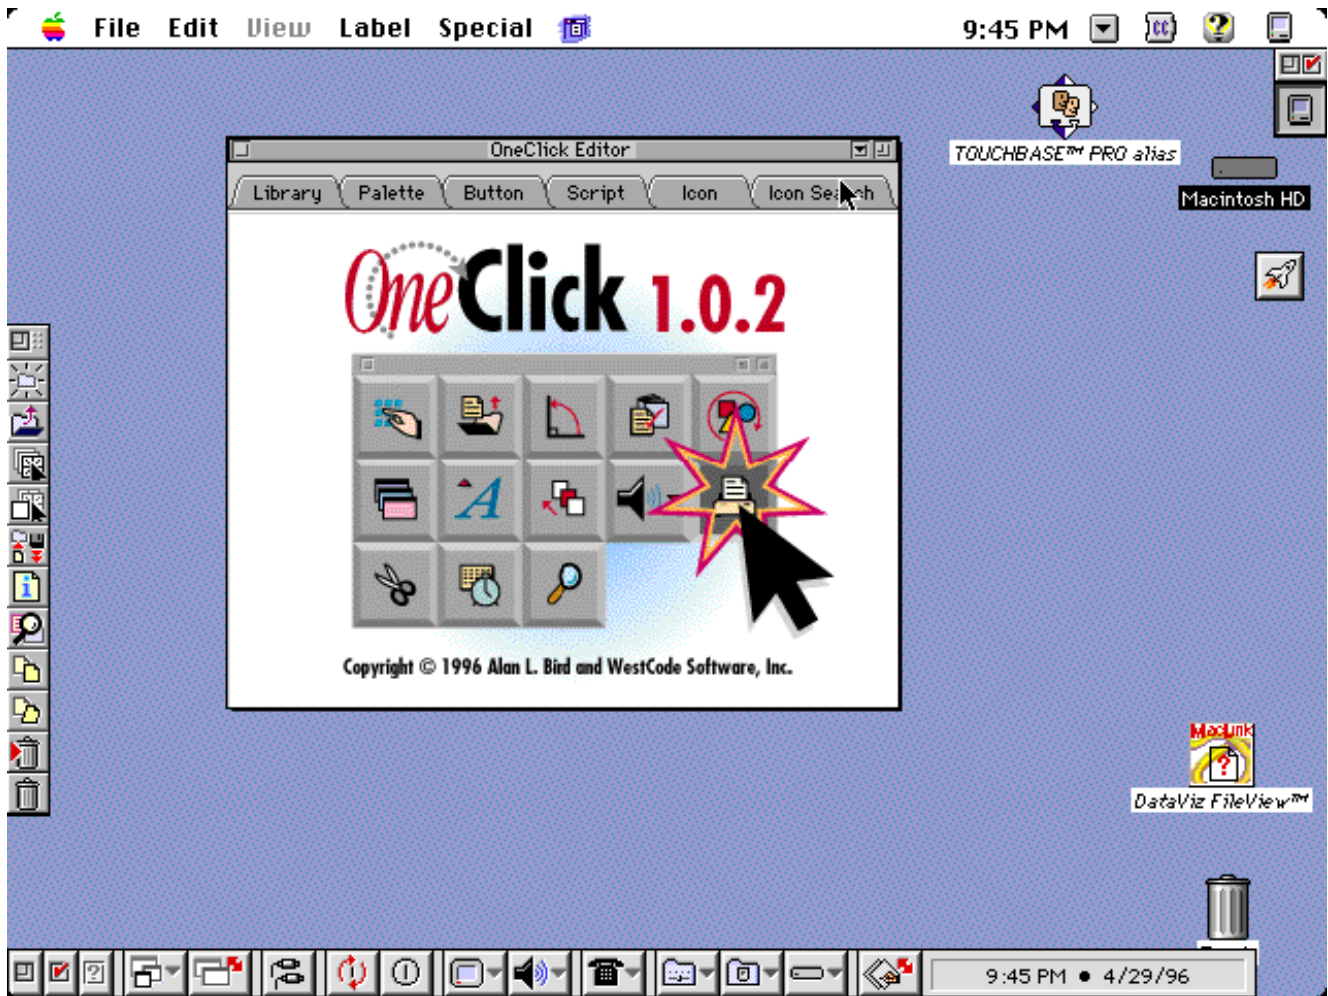 File Edit View Label Special 9:45 PM
OneClick Editor
Library Palette Button Script Icon Icon Search
OneClick 1.0.2
Copyright © 1996 Alan L. Bird and WestCode Software, Inc.
TOUCHBASE™ PRO alias
Macintosh HD
MacLink
DataViz FileView™
9:45 PM ● 4/29/96